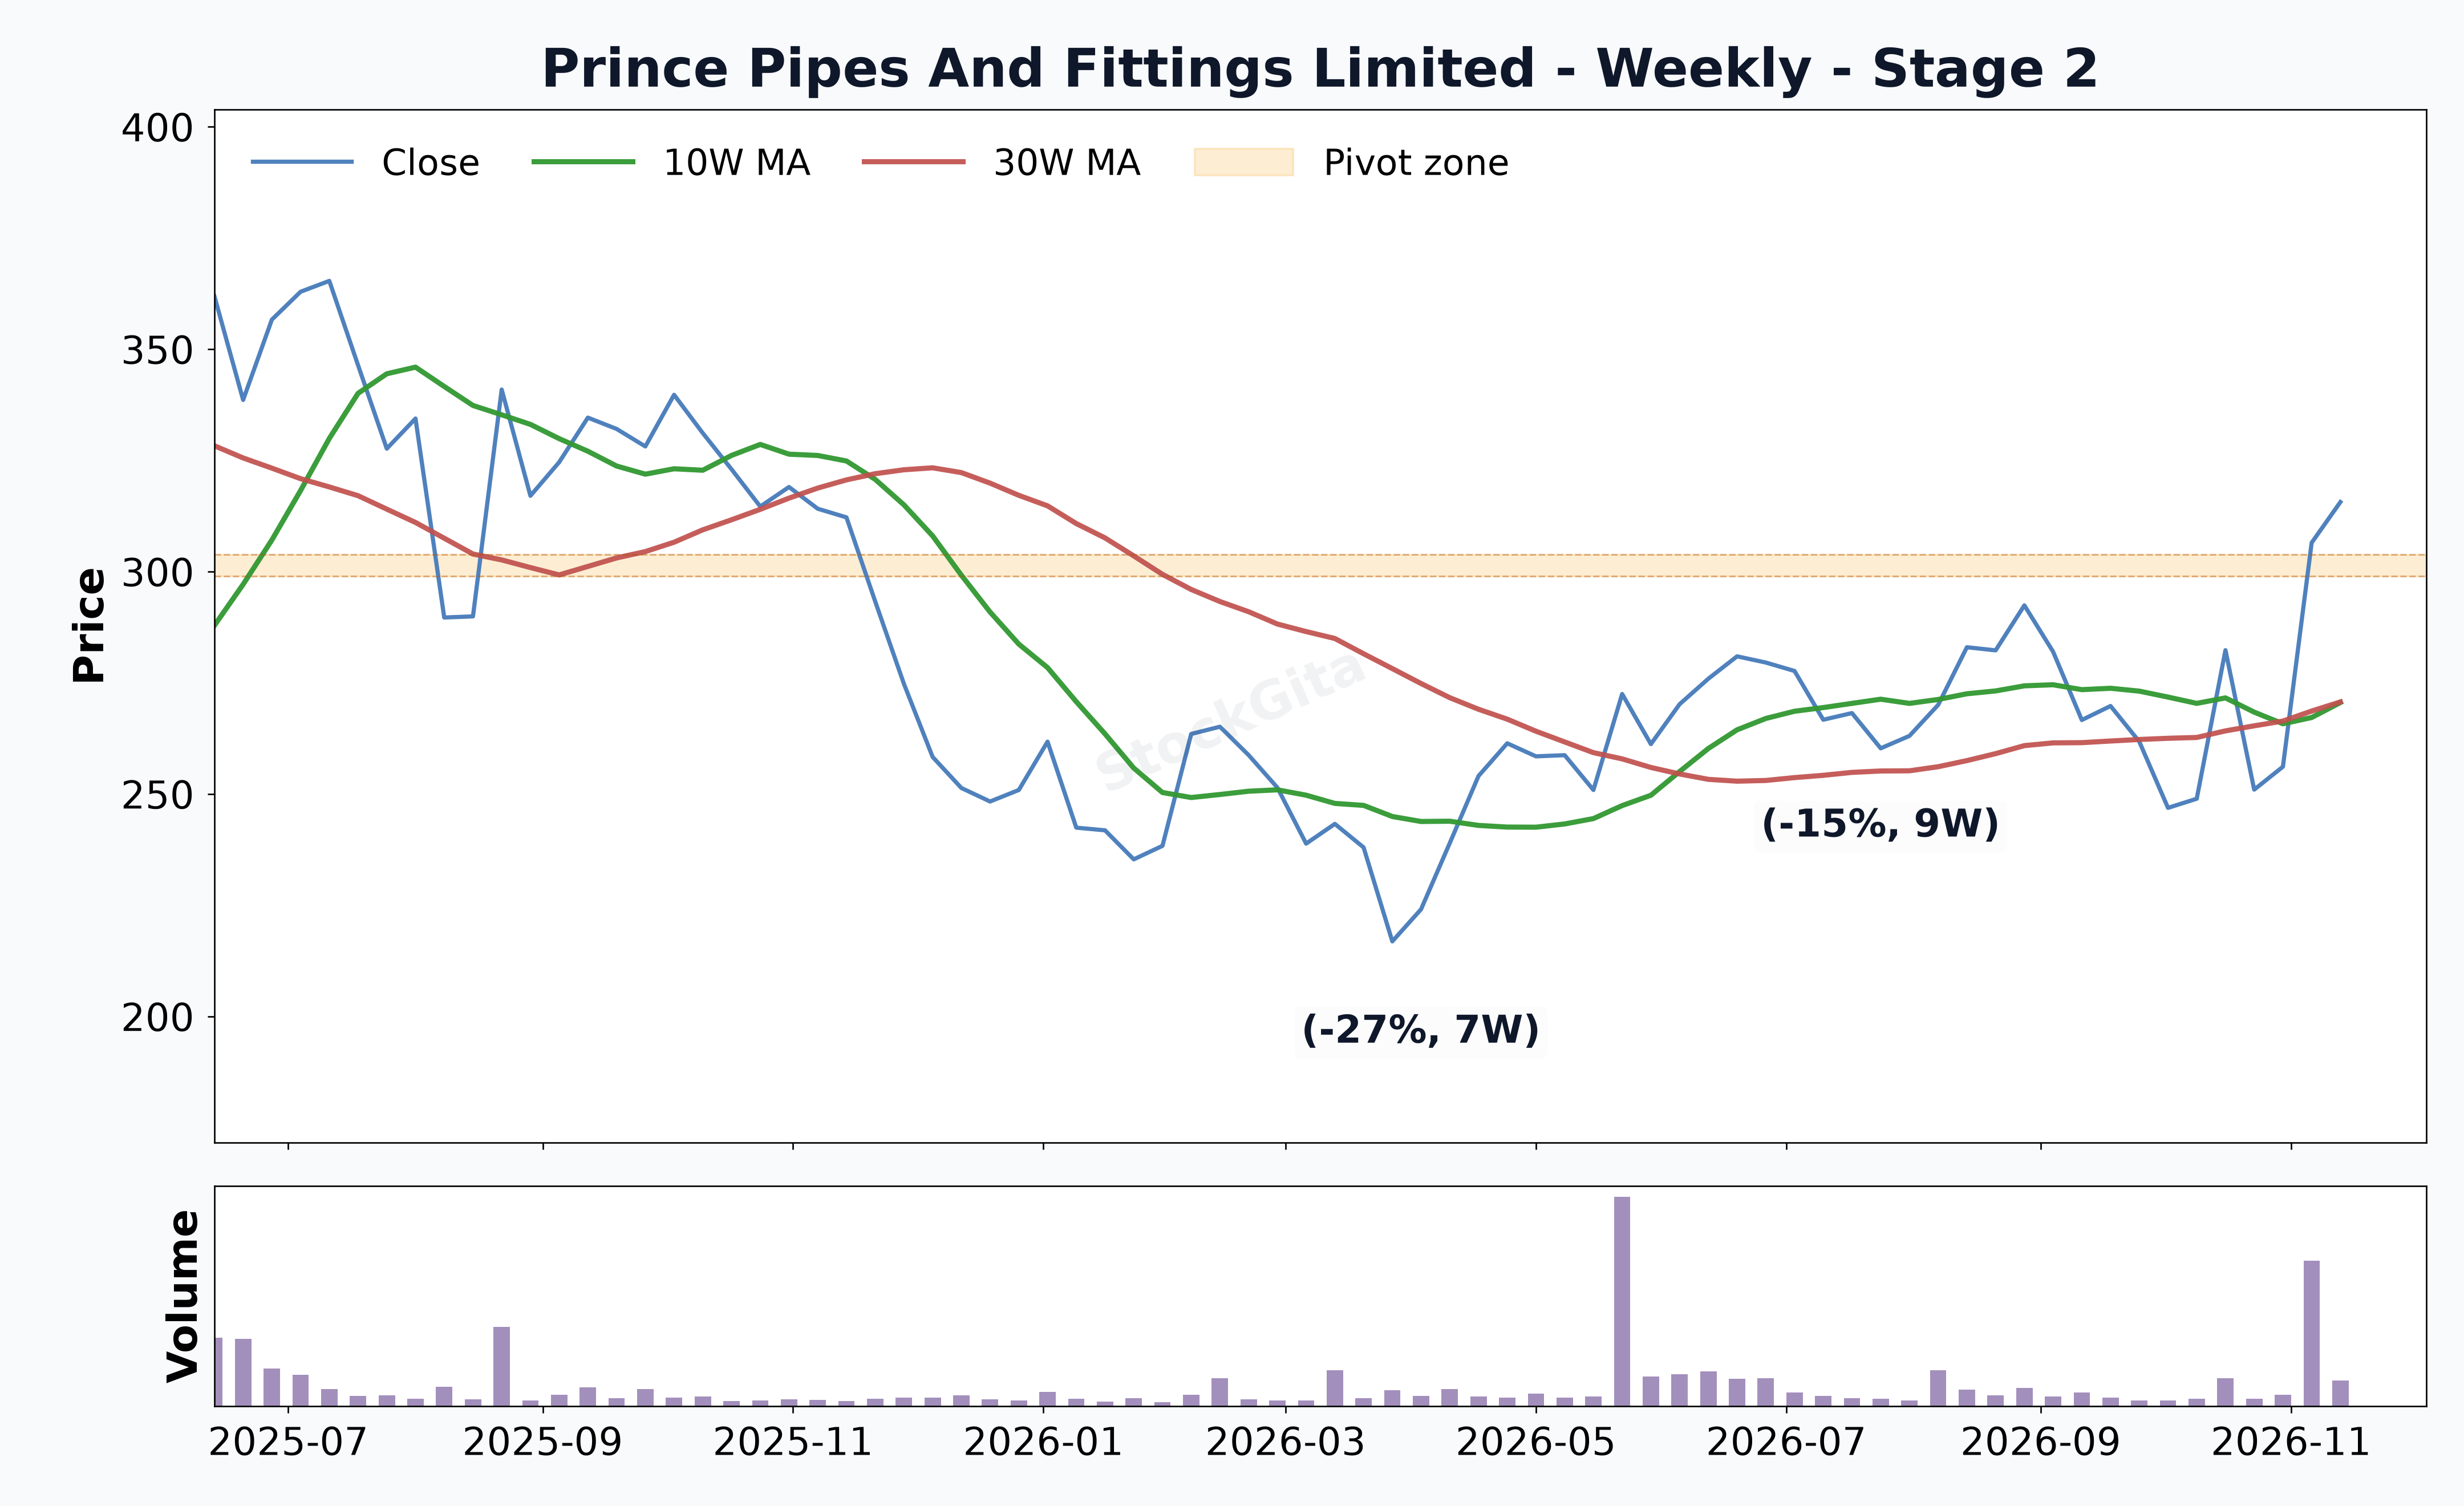 Prince Pipes And Fittings Limited - Weekly - Stage 2
Close 10W MA 30W MA Pivot zone
400
350
300
250
200
Price
StockGita
(-15%, 9W)
(-27%, 7W)
Volume
2025-07 2025-09 2025-11 2026-01 2026-03 2026-05 2026-07 2026-09 2026-11